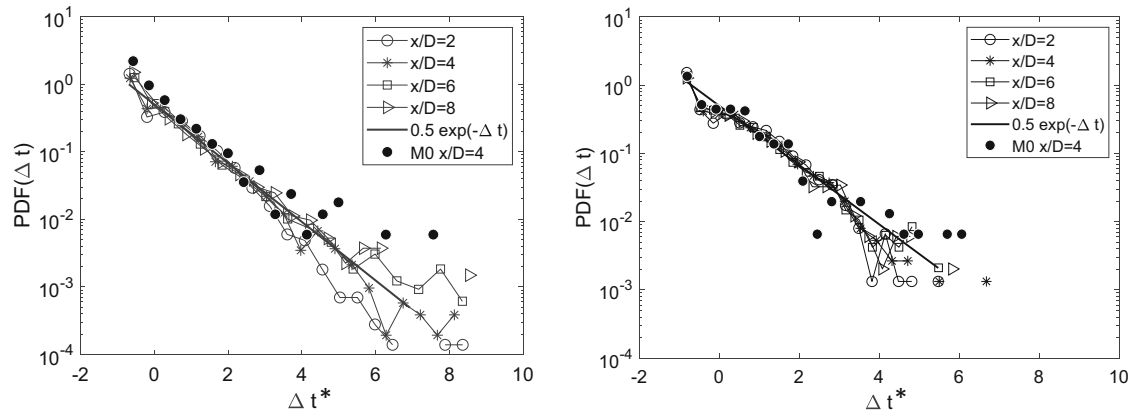 10^1
10^0
10^-1
10^-2
10^-3
10^-4
PDF(Δ t)
-2 0 2 4 6 8 10
Δ t*
x/D=2
x/D=4
x/D=6
x/D=8
0.5 exp(-Δ t)
M0 x/D=4
10^1
10^0
10^-1
10^-2
10^-3
10^-4
PDF(Δ t)
-2 0 2 4 6 8 10
Δ t*
x/D=2
x/D=4
x/D=6
x/D=8
0.5 exp(-Δ t)
M0 x/D=4